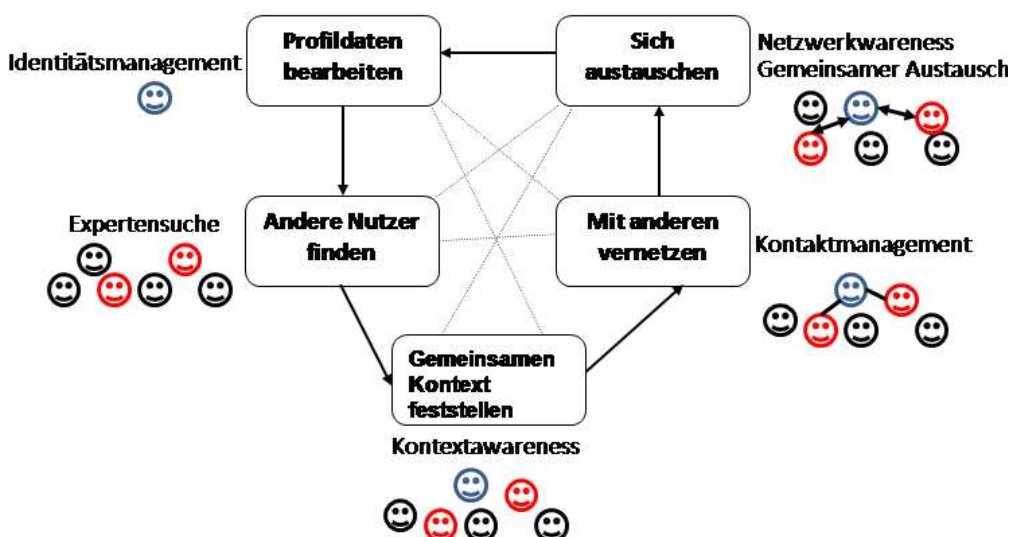 Identitätsmanagement
Profildaten
bearbeiten
Sich
austauschen
Netzwerkwareness
Gemeinsamer Austausch
Expertensuche
Andere Nutzer
finden
Mit anderen
vernetzen
Kontaktmanagement
Gemeinsamen
Kontext
feststellen
Kontextawareness